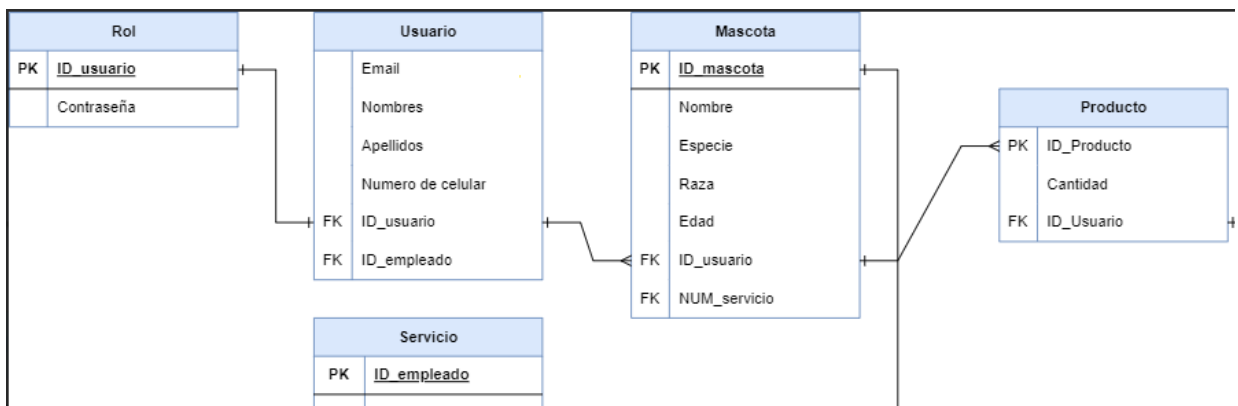 Rol
PK ID_usuario
Contraseña
Usuario
Email
Nombres
Apellidos
Numero de celular
FK ID_usuario
FK ID_empleado
Mascota
PK ID_mascota
Nombre
Especie
Raza
Edad
FK ID_usuario
FK NUM_servicio
Producto
PK ID_Producto
Cantidad
FK ID_Usuario
Servicio
PK ID_empleado